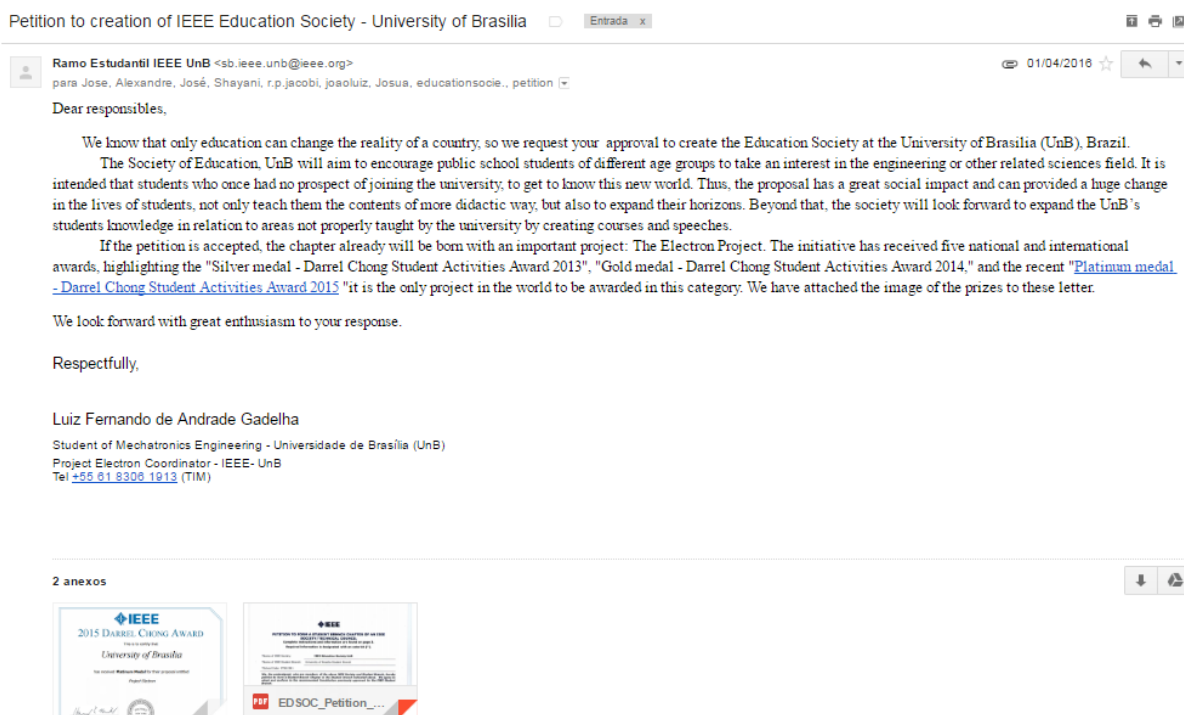 Petition to creation of IEEE Education Society - University of Brasilia Entrada x
Ramo Estudantil IEEE UnB <sb.ieee.unb@ieee.org> 01/04/2016
para Jose, Alexandre, José, Shayani, r.p.jacobi, joaoluiz, Josua, educationsocie., petition
Dear responsibles,
We know that only education can change the reality of a country, so we request your approval to create the Education Society at the University of Brasilia (UnB), Brazil.
The Society of Education, UnB will aim to encourage public school students of different age groups to take an interest in the engineering or other related sciences field. It is
intended that students who once had no prospect of joining the university, to get to know this new world. Thus, the proposal has a great social impact and can provided a huge change
in the lives of students, not only teach them the contents of more didactic way, but also to expand their horizons. Beyond that, the society will look forward to expand the UnB's
students knowledge in relation to areas not properly taught by the university by creating courses and speeches.
If the petition is accepted, the chapter already will be born with an important project: The Electron Project. The initiative has received five national and international
awards, highlighting the "Silver medal - Darrel Chong Student Activities Award 2013", "Gold medal - Darrel Chong Student Activities Award 2014," and the recent "Platinum medal
- Darrel Chong Student Activities Award 2015 "it is the only project in the world to be awarded in this category. We have attached the image of the prizes to these letter.
We look forward with great enthusiasm to your response.
Respectfully,
Luiz Fernando de Andrade Gadelha
Student of Mechatronics Engineering - Universidade de Brasília (UnB)
Project Electron Coordinator - IEEE- UnB
Tel +55 61 8306 1913 (TIM)
2 anexos
IEEE
2015 DARREL CHONG AWARD
University of Brasilia
IEEE
PETITION TO FORM A STUDENT BRANCH CHAPTER OF AN IEEE
PDF EDSOC_Petition_...